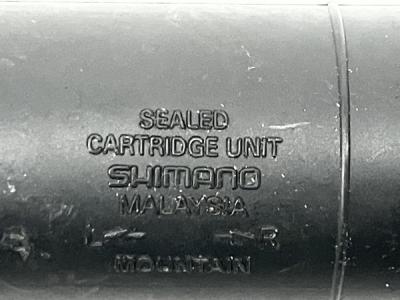 SEALED
CARTRIDGE UNIT
SHIMANO
MALAYSIA
L R
MOUNTAIN